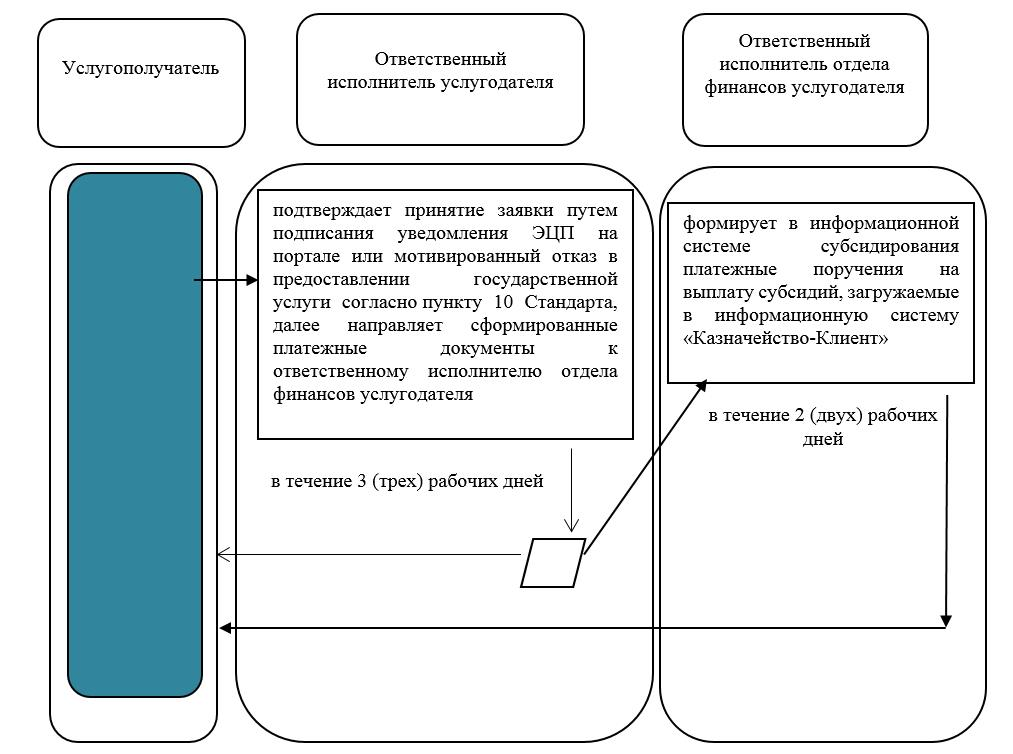 Услугополучатель
Ответственный
исполнитель услугодателя
Ответственный
исполнитель отдела
финансов услугодателя
подтверждает принятие заявки путем
подписания уведомления ЭЦП на
портале или мотивированный отказ в
предоставлении государственной
услуги согласно пункту 10 Стандарта,
далее направляет сформированные
платежные документы к
ответственному исполнителю отдела
финансов услугодателя
в течение 3 (трех) рабочих дней
формирует в информационной
системе субсидирования
платежные поручения на
выплату субсидий, загружаемые
в информационную систему
«Казначейство-Клиент»
в течение 2 (двух) рабочих
дней